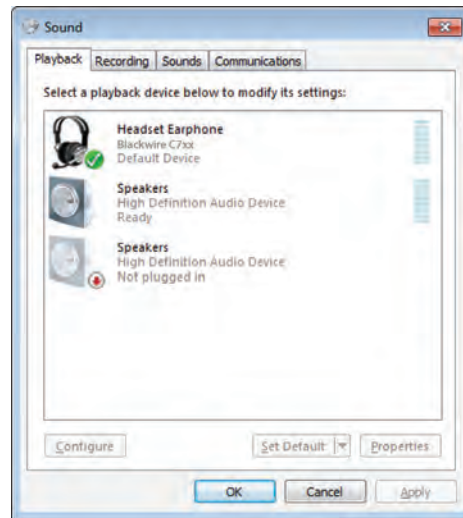 Sound
Playback Recording Sounds Communications
Select a playback device below to modify its settings:
Headset Earphone
Blackwire C7xx
Default Device
Speakers
High Definition Audio Device
Ready
Speakers
High Definition Audio Device
Not plugged in
Configure Set Default Properties
OK Cancel Apply